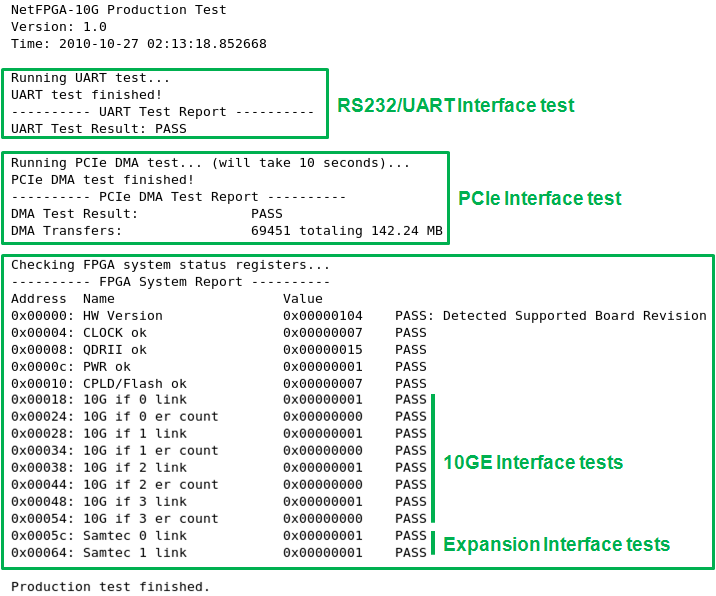 NetFPGA-10G Production Test
Version: 1.0
Time: 2010-10-27 02:13:18.852668
Running UART test...
UART test finished!
---------- UART Test Report ----------
UART Test Result: PASS
RS232/UART Interface test
Running PCIe DMA test... (will take 10 seconds)...
PCIe DMA test finished!
---------- PCIe DMA Test Report ----------
DMA Test Result: PASS
DMA Transfers: 69451 totaling 142.24 MB
PCIe Interface test
Checking FPGA system status registers...
---------- FPGA System Report ----------
Address Name Value
0x00000: HW Version 0x00000104 PASS: Detected Supported Board Revision
0x00004: CLOCK ok 0x00000007 PASS
0x00008: QDRII ok 0x00000015 PASS
0x0000c: PWR ok 0x00000001 PASS
0x00010: CPLD/Flash ok 0x00000007 PASS
0x00018: 10G if 0 link 0x00000001 PASS
0x00024: 10G if 0 er count 0x00000000 PASS
0x00028: 10G if 1 link 0x00000001 PASS
0x00034: 10G if 1 er count 0x00000000 PASS
0x00038: 10G if 2 link 0x00000001 PASS
0x00044: 10G if 2 er count 0x00000000 PASS
0x00048: 10G if 3 link 0x00000001 PASS
0x00054: 10G if 3 er count 0x00000000 PASS
10GE Interface tests
0x0005c: Samtec 0 link 0x00000001 PASS
0x00064: Samtec 1 link 0x00000001 PASS
Expansion Interface tests
Production test finished.